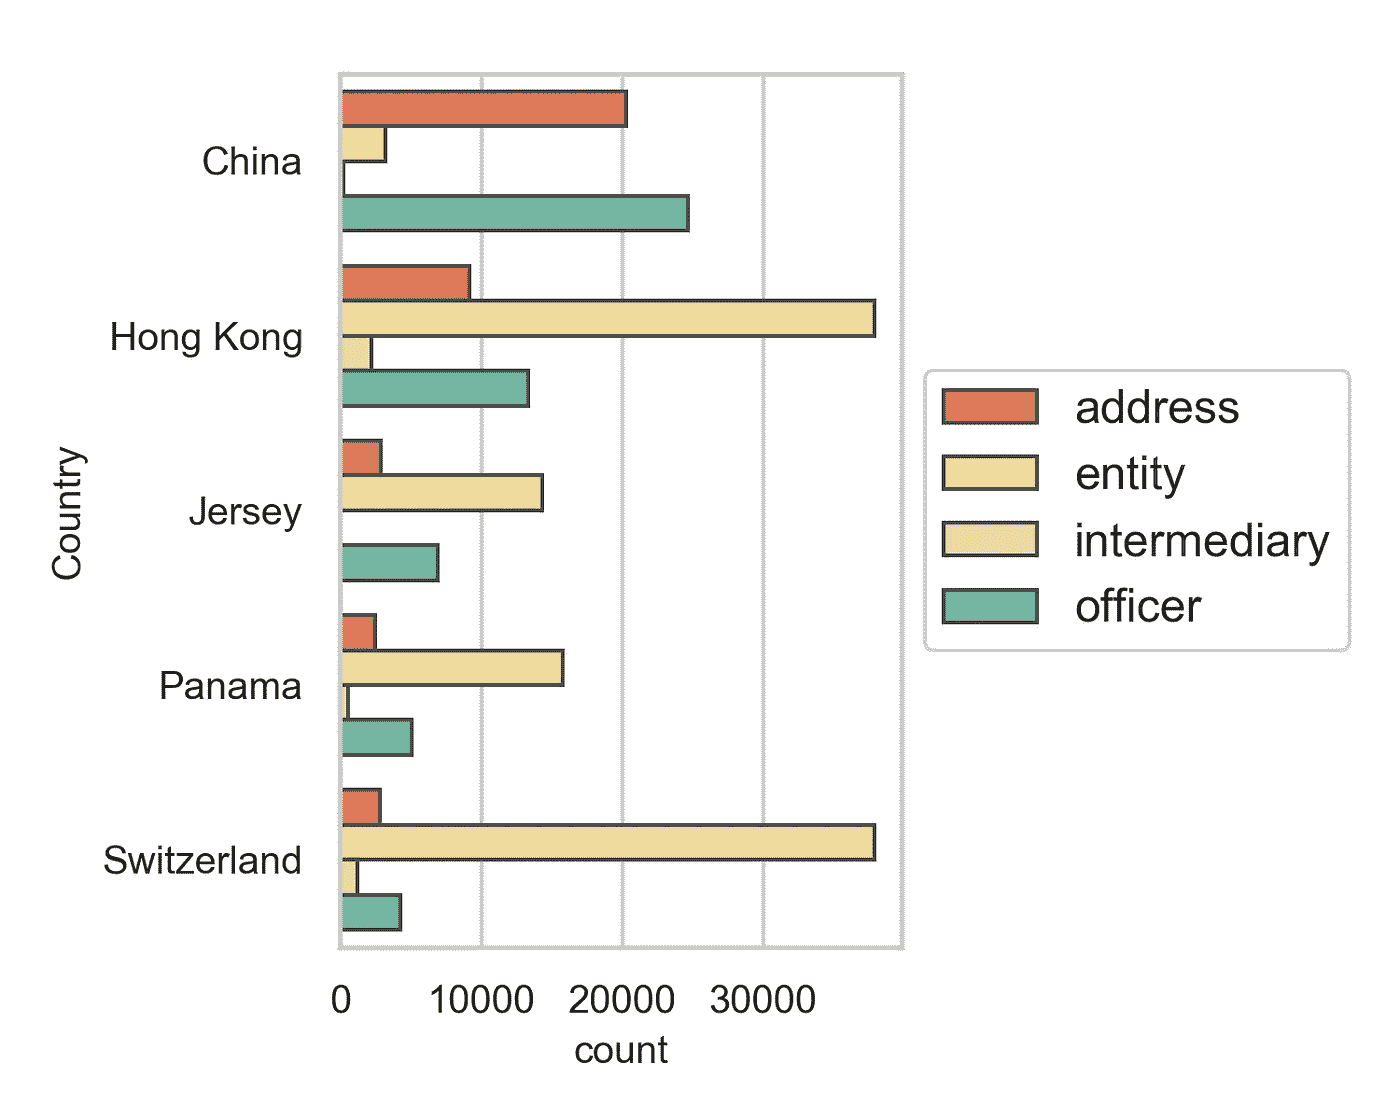 China
Hong Kong
Jersey
Panama
Switzerland
Country
0 10000 20000 30000
count
address
entity
intermediary
officer